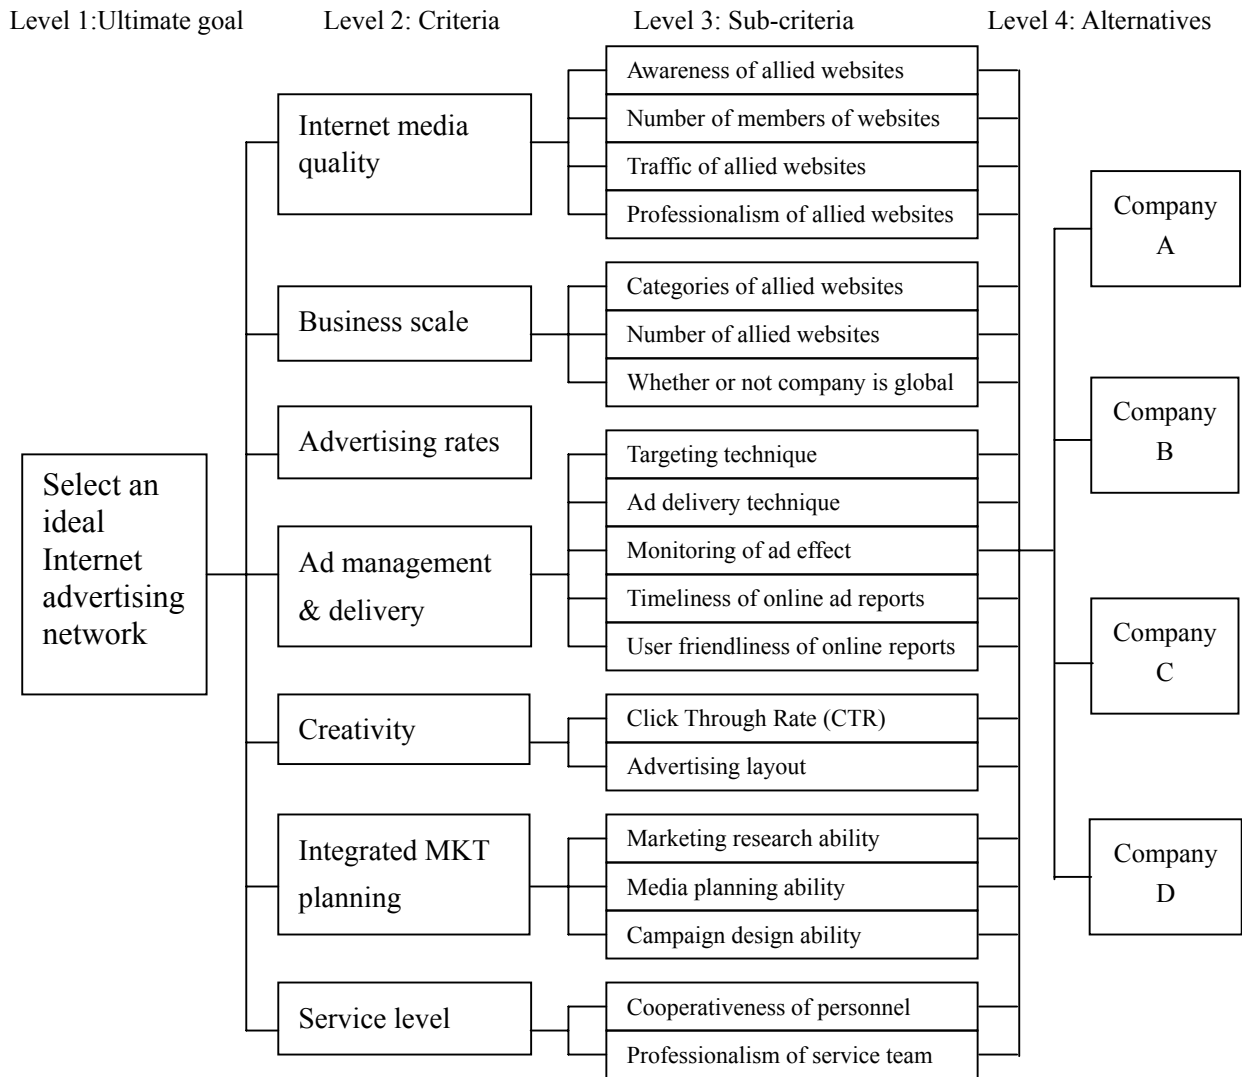 Level 1:Ultimate goal
Level 2: Criteria
Level 3: Sub-criteria
Level 4: Alternatives
Select an
ideal
Internet
advertising
network
Internet media
quality
Business scale
Advertising rates
Ad management
& delivery
Creativity
Integrated MKT
planning
Service level
Awareness of allied websites
Number of members of websites
Traffic of allied websites
Professionalism of allied websites
Categories of allied websites
Number of allied websites
Whether or not company is global
Targeting technique
Ad delivery technique
Monitoring of ad effect
Timeliness of online ad reports
User friendliness of online reports
Click Through Rate (CTR)
Advertising layout
Marketing research ability
Media planning ability
Campaign design ability
Cooperativeness of personnel
Professionalism of service team
Company
A
Company
B
Company
C
Company
D